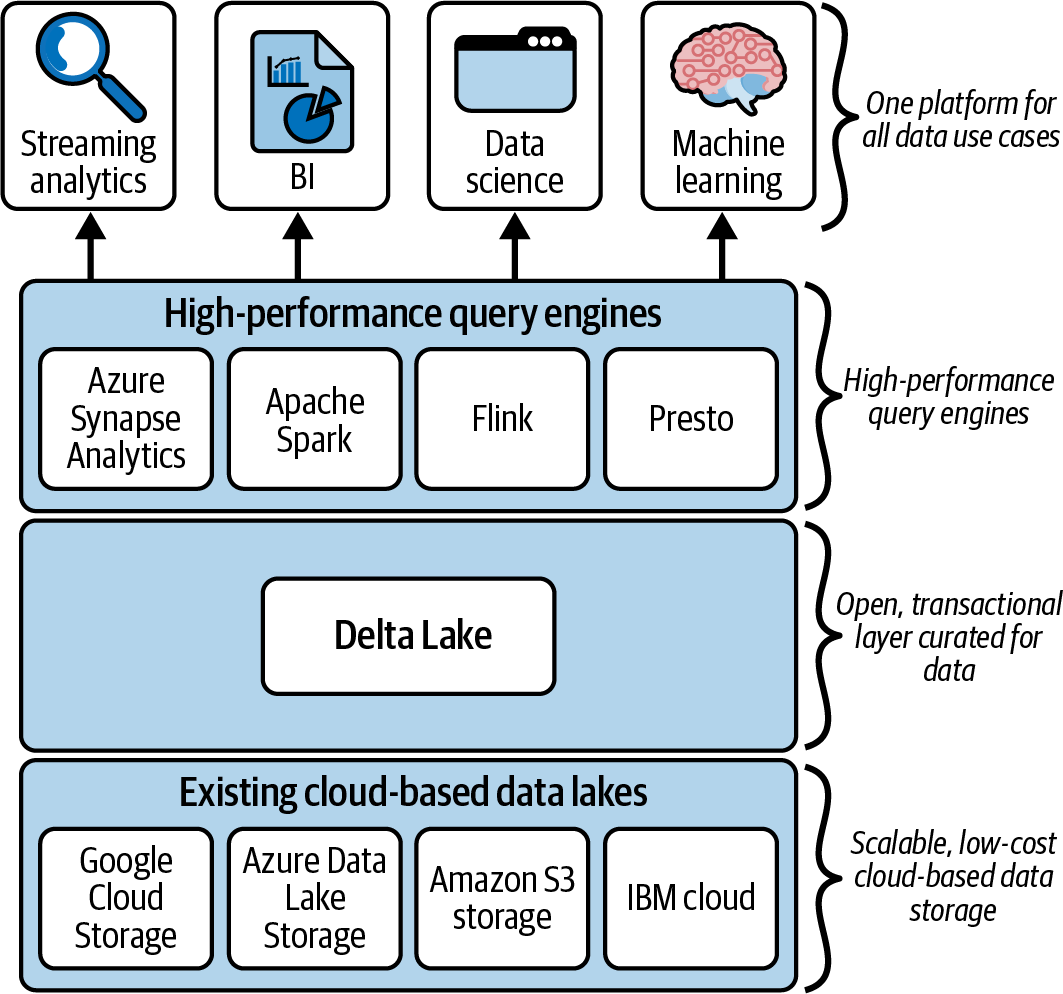 Streaming
analytics
BI
Data
science
Machine
learning
One platform for
all data use cases
High-performance query engines
Azure
Synapse
Analytics
Apache
Spark
Flink
Presto
High-performance
query engines
Delta Lake
Open, transactional
layer curated for
data
Existing cloud-based data lakes
Google
Cloud
Storage
Azure Data
Lake
Storage
Amazon S3
storage
IBM cloud
Scalable, low-cost
cloud-based data
storage